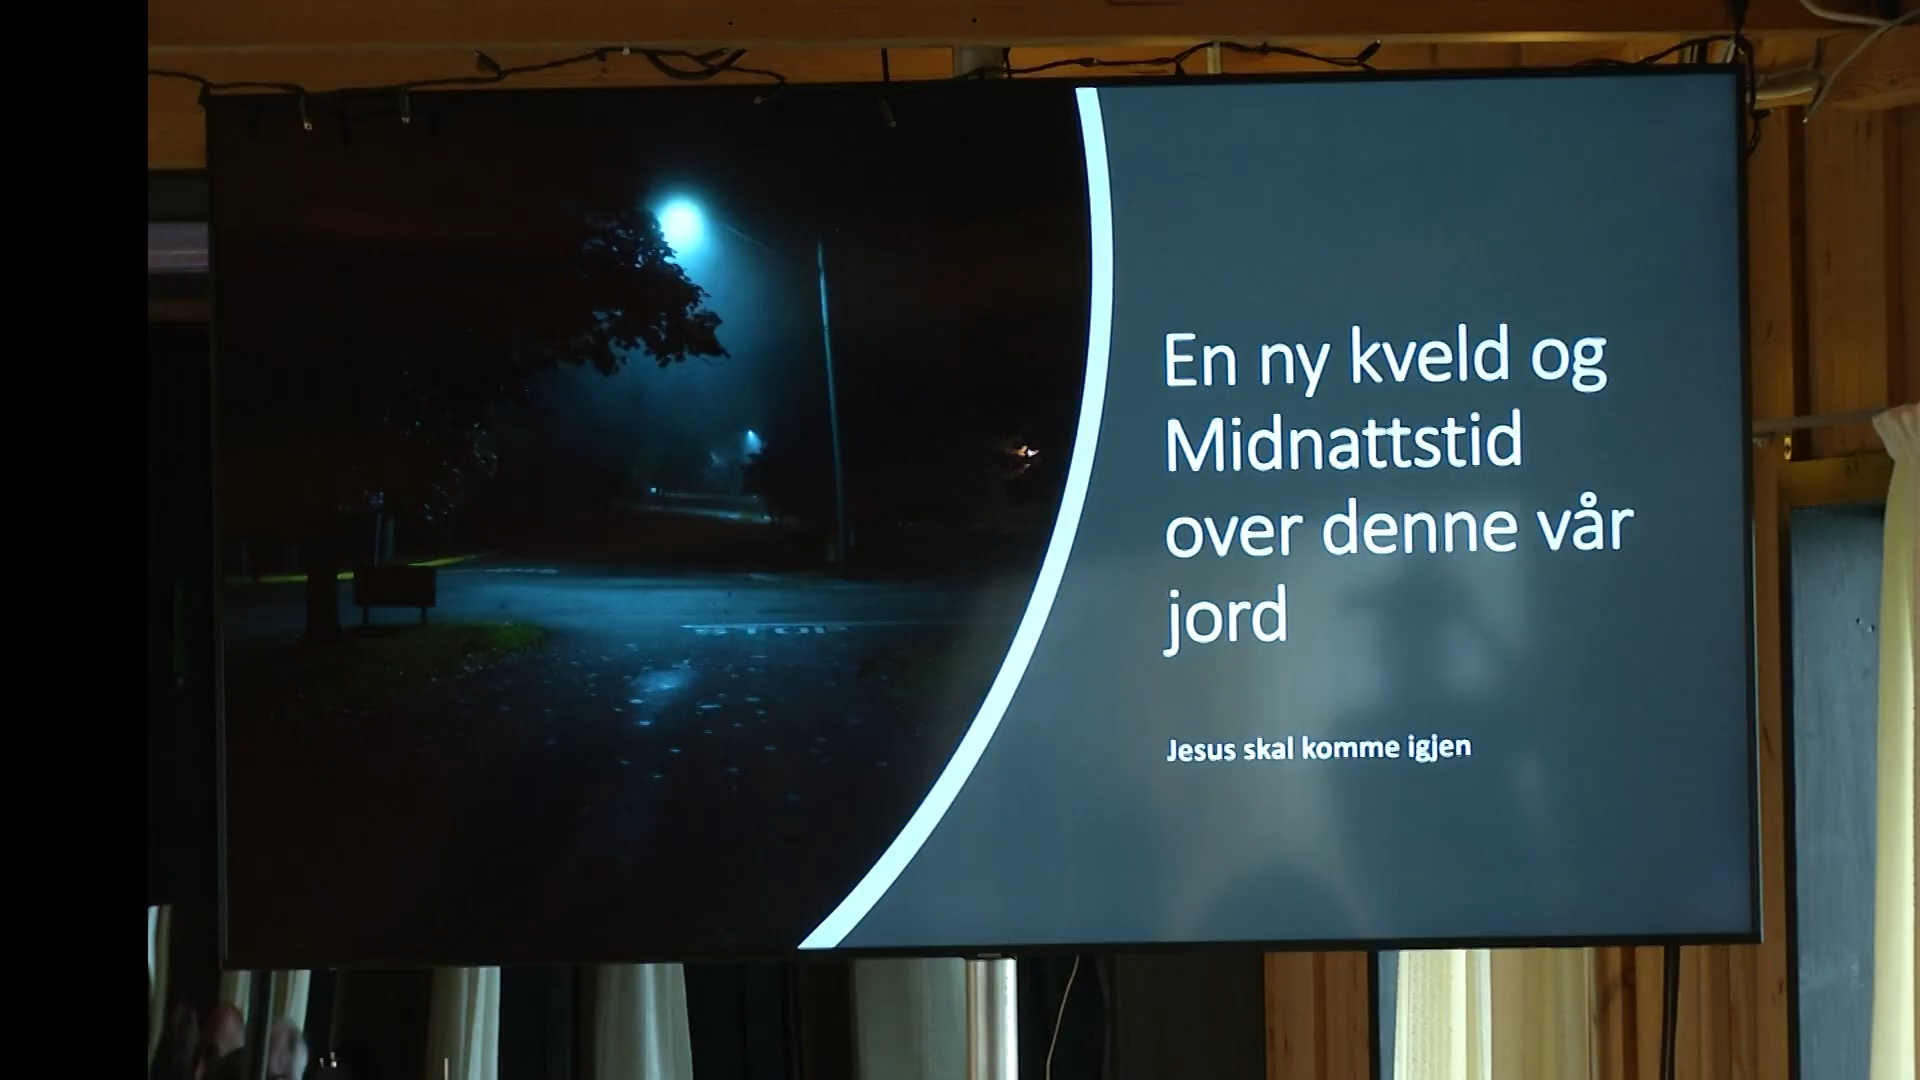 En ny kveld og
Midnattstid
over denne vår
jord
Jesus skal komme igjen